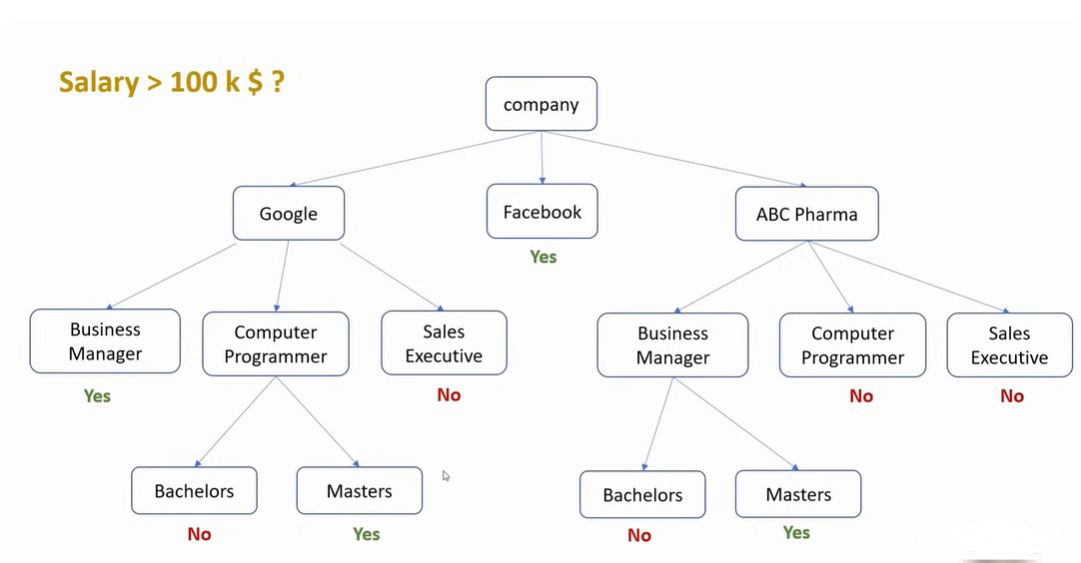 Salary > 100 k $ ?
company
Google
Facebook
ABC Pharma
Yes
Business
Manager
Computer
Programmer
Sales
Executive
Business
Manager
Computer
Programmer
Sales
Executive
Yes
No
No
No
Bachelors
Masters
Bachelors
Masters
No
Yes
No
Yes